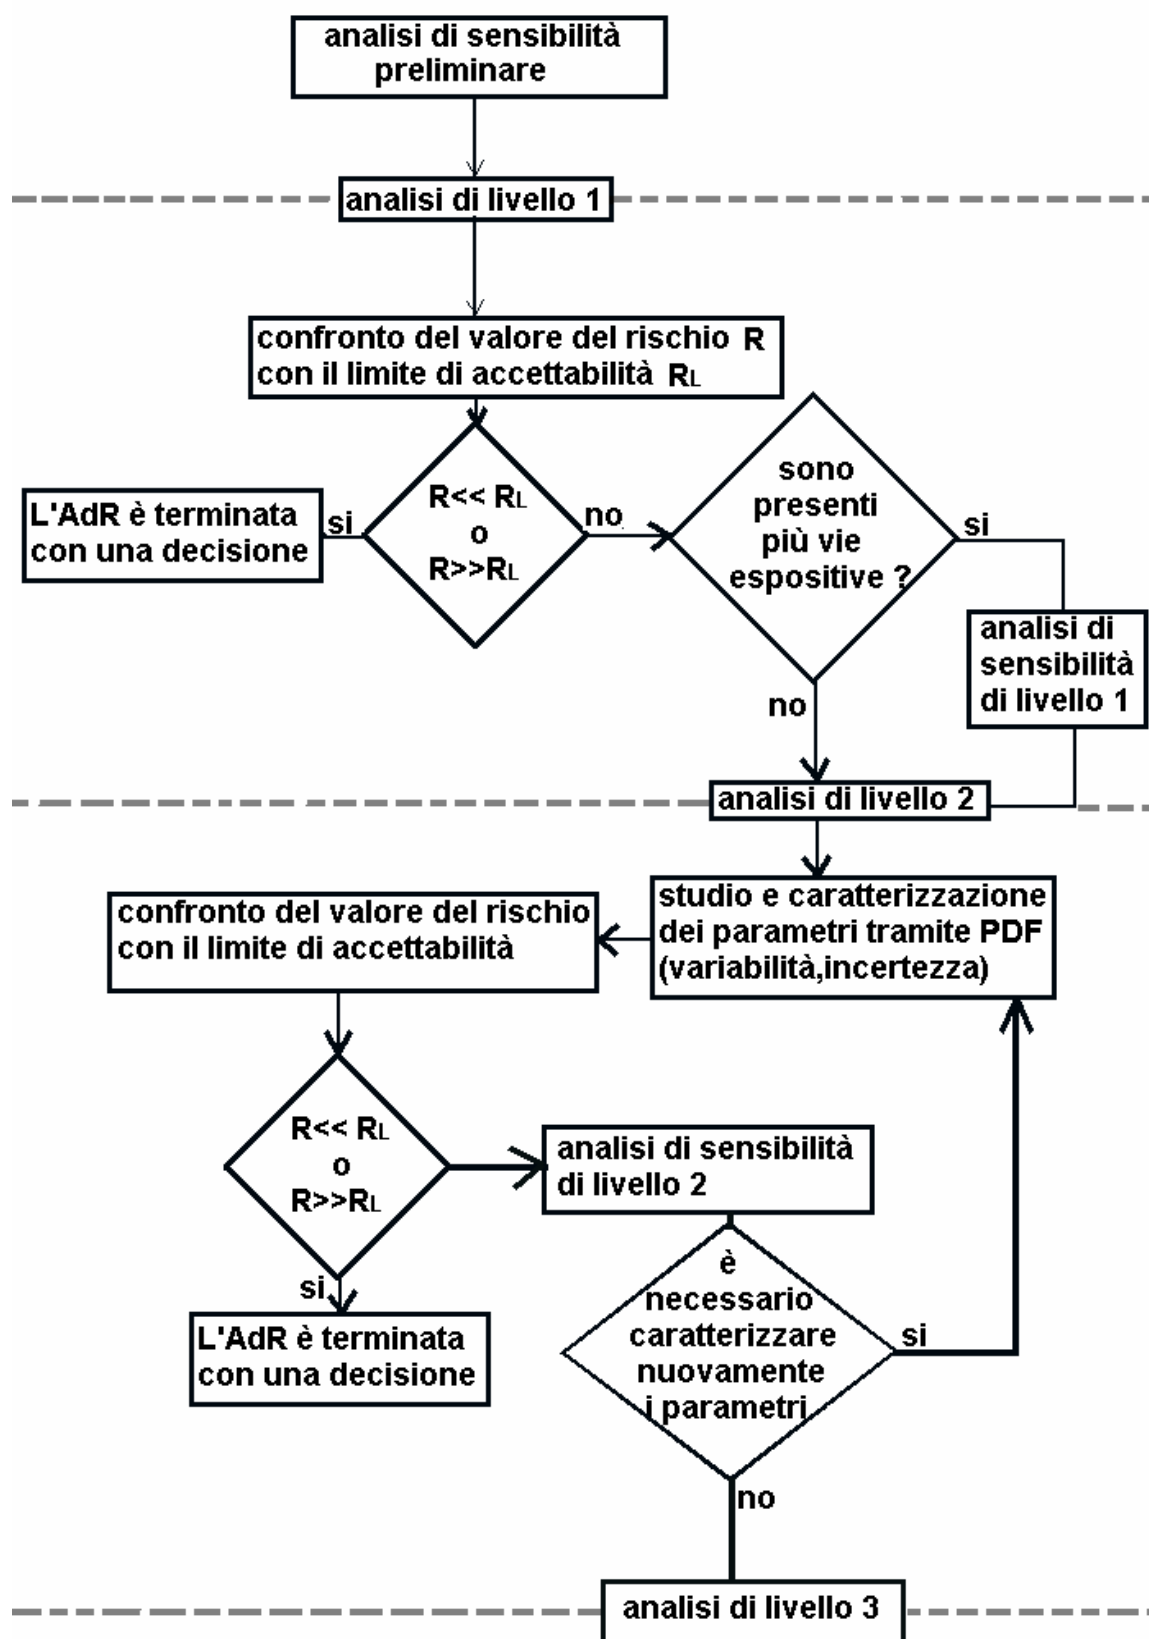 analisi di sensibilità
preliminare
analisi di livello 1
confronto del valore del rischio R
con il limite di accettabilità RL
R<< RL
o
R>>RL
si
L'AdR è terminata
con una decisione
no
sono
presenti
più vie
espositive ?
si
analisi di
sensibilità
di livello 1
no
analisi di livello 2
studio e caratterizzazione
dei parametri tramite PDF
(variabilità,incertezza)
confronto del valore del rischio
con il limite di accettabilità
R<< RL
o
R>>RL
si
L'AdR è terminata
con una decisione
analisi di sensibilità
di livello 2
è
necessario
caratterizzare
nuovamente
i parametri
si
no
analisi di livello 3